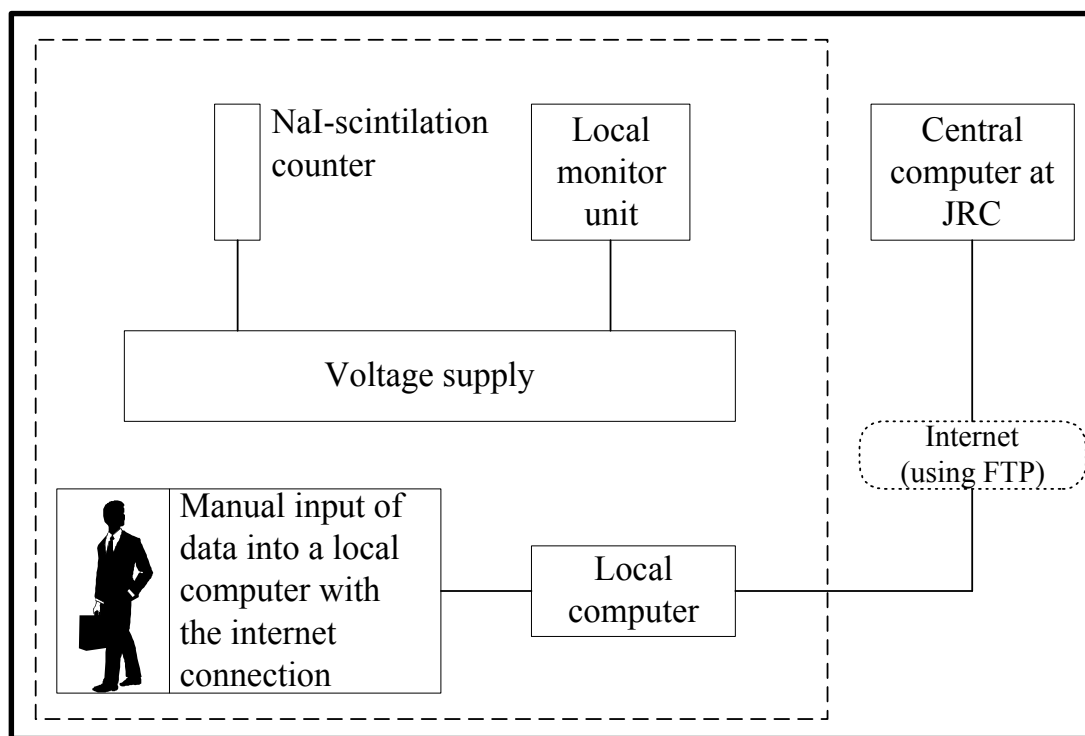 NaI-scintilation
counter
Local
monitor
unit
Central
computer at
JRC
Voltage supply
Internet
(using FTP)
Manual input of
data into a local
computer with
the internet
connection
Local
computer